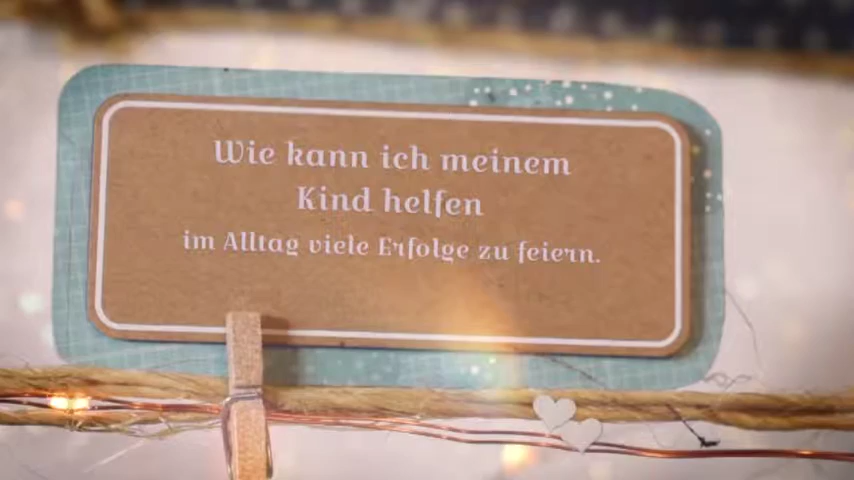 Wie kann ich meinem
Kind helfen
im Alltag viele Erfolge zu feiern.